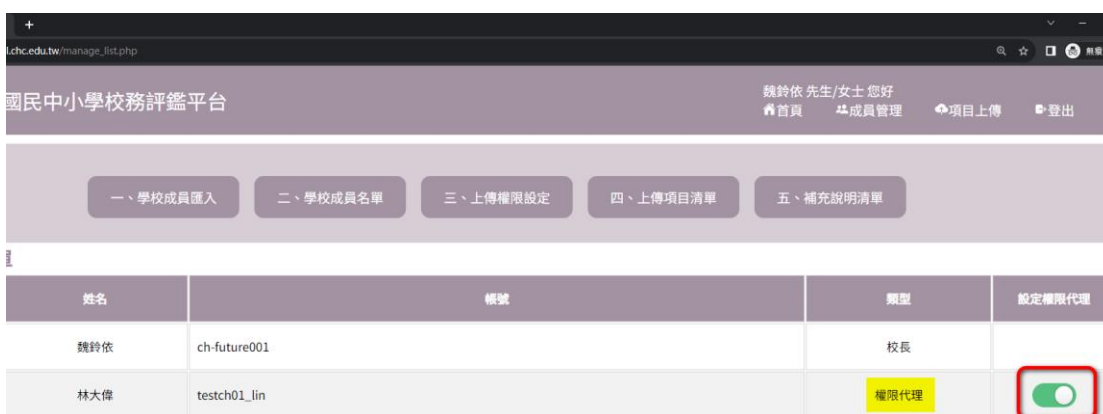 l.chc.edu.tw/manage_list.php
國民中小學校務評鑑平台
魏鈴依 先生/女士 您好
首頁 成員管理 項目上傳 登出
一、學校成員匯入 二、學校成員名單 三、上傳權限設定 四、上傳項目清單 五、補充說明清單
姓名 帳號 類型 設定權限代理
魏鈴依 ch-future001 校長
林大偉 testch01_lin 權限代理